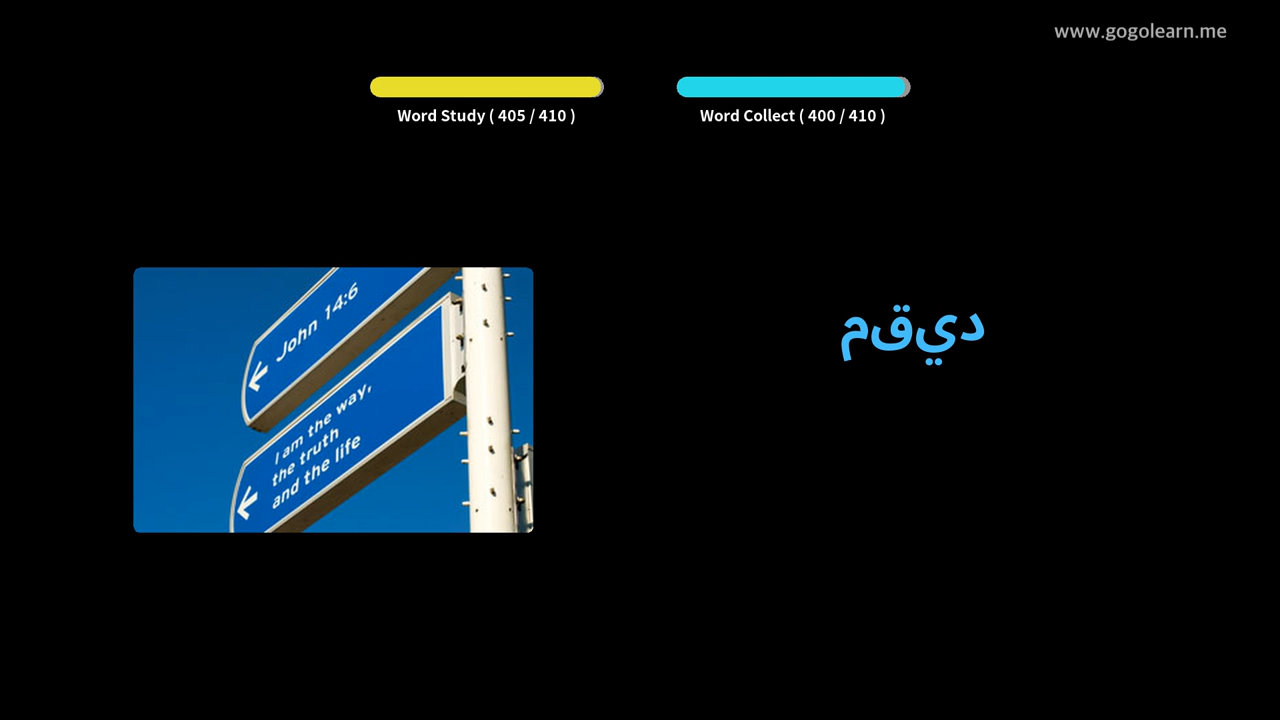 www.gogolearn.me
Word Study ( 405 / 410 )
Word Collect ( 400 / 410 )
John 14:6
I am the way,
the truth
and the life
ديقم